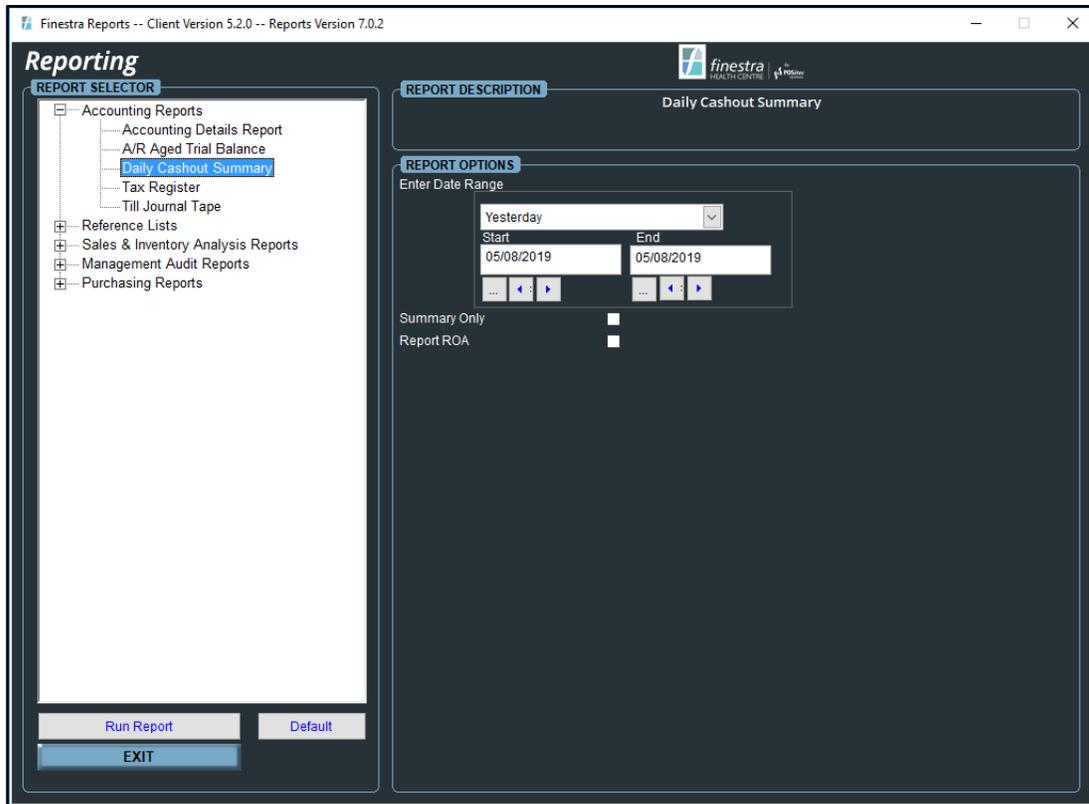 Finestra Reports -- Client Version 5.2.0 -- Reports Version 7.0.2
Reporting
finestra
HEALTH CENTRE
by
POSitec
REPORT SELECTOR
Accounting Reports
Accounting Details Report
A/R Aged Trial Balance
Daily Cashout Summary
Tax Register
Till Journal Tape
Reference Lists
Sales & Inventory Analysis Reports
Management Audit Reports
Purchasing Reports
Run Report
Default
EXIT
REPORT DESCRIPTION
Daily Cashout Summary
REPORT OPTIONS
Enter Date Range
Yesterday
Start End
05/08/2019 05/08/2019
... : ... :
Summary Only
Report ROA